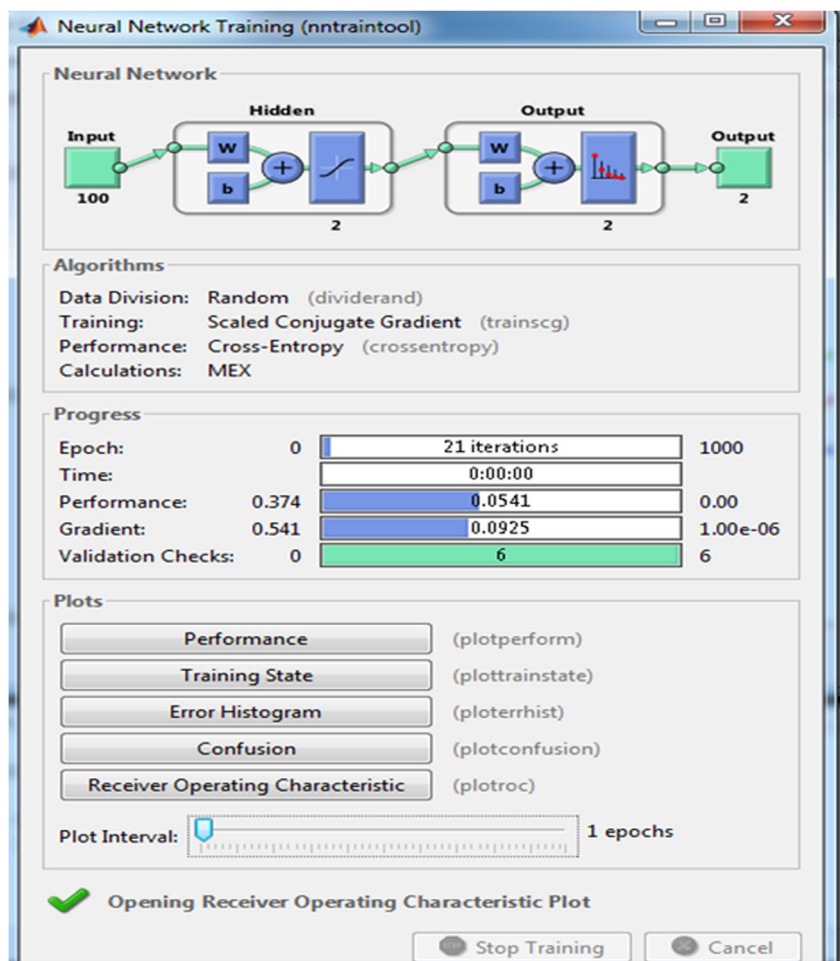 Neural Network Training (nntraintool)
Neural Network
Hidden Output
Input Output
W W
b b
100 2
2 2
Algorithms
Data Division: Random (dividerand)
Training: Scaled Conjugate Gradient (trainscg)
Performance: Cross-Entropy (crossentropy)
Calculations: MEX
Progress
Epoch: 0 21 iterations 1000
Time: 0:00:00
Performance: 0.374 0.0541 0.00
Gradient: 0.541 0.0925 1.00e-06
Validation Checks: 0 6 6
Plots
Performance (plotperform)
Training State (plottrainstate)
Error Histogram (ploterrhist)
Confusion (plotconfusion)
Receiver Operating Characteristic (plotroc)
Plot Interval: 1 epochs
Opening Receiver Operating Characteristic Plot
Stop Training Cancel